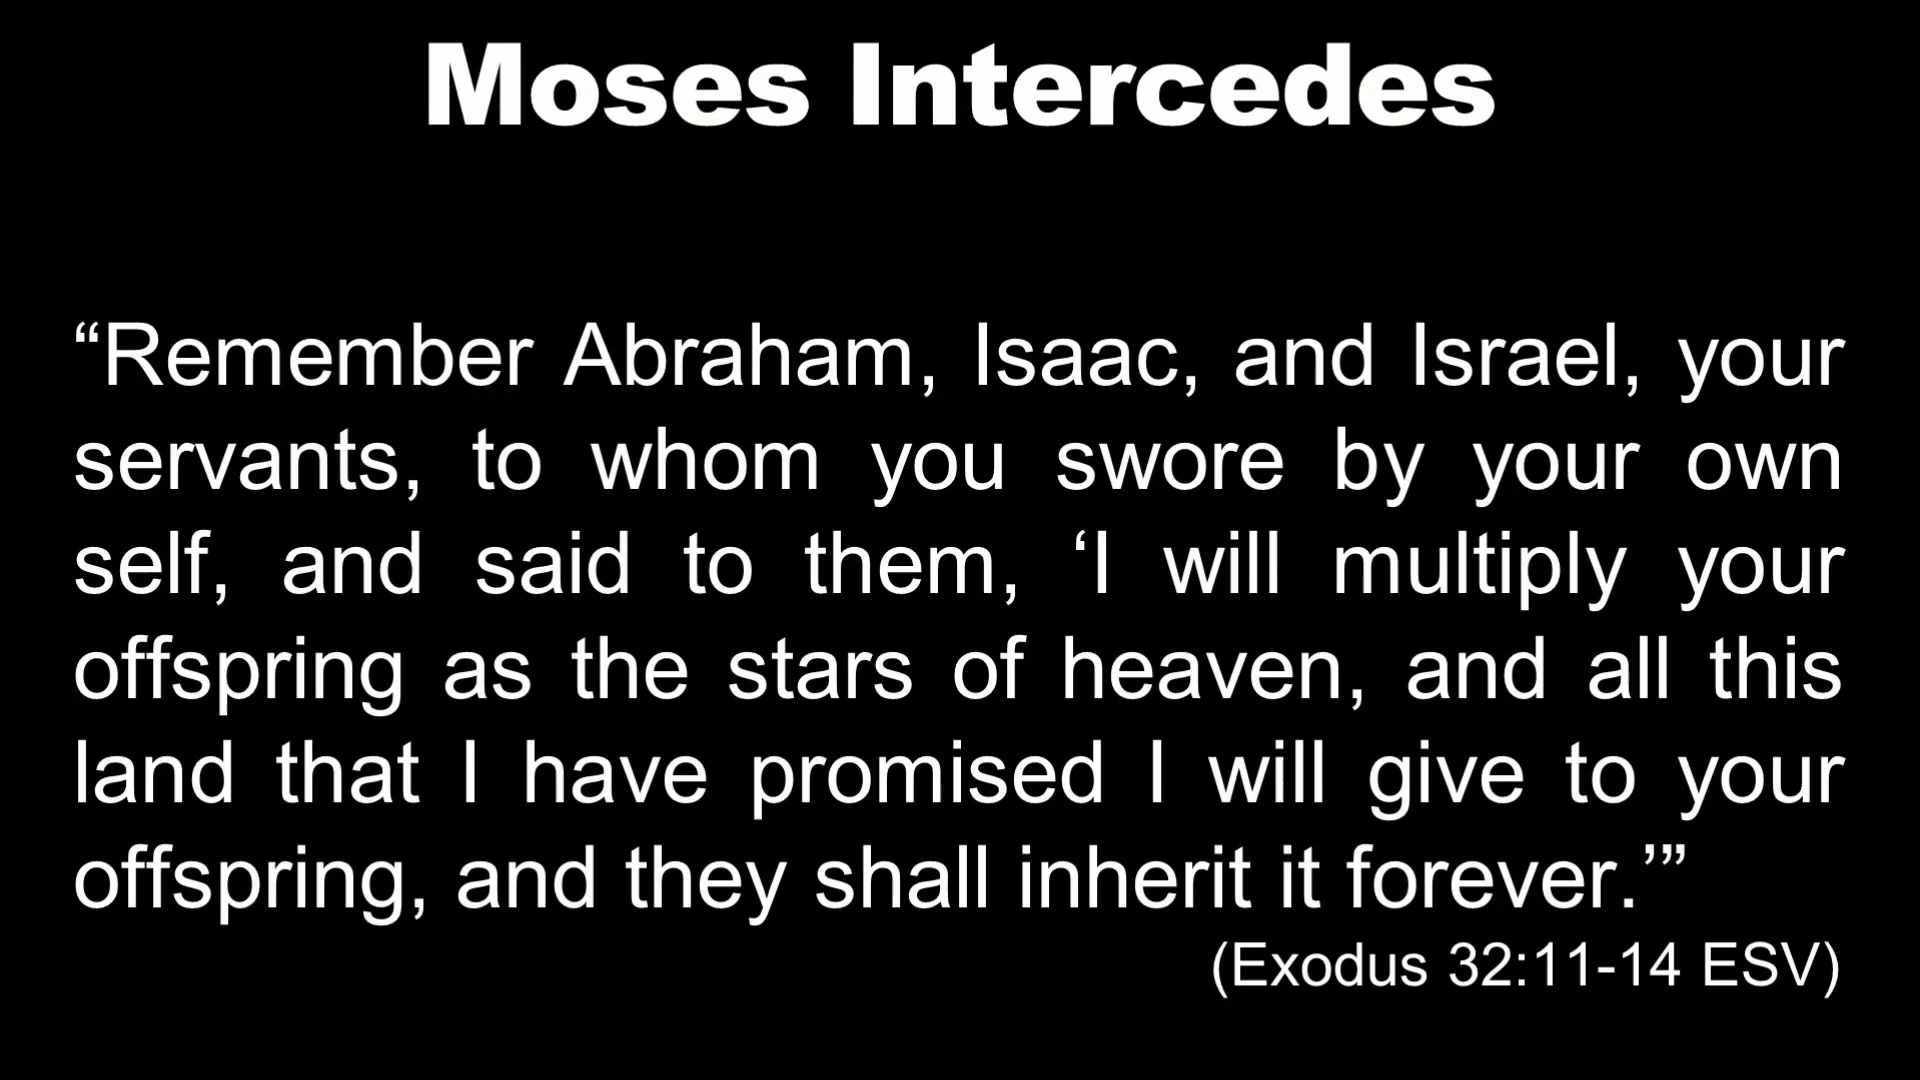 Moses Intercedes
“Remember Abraham, Isaac, and Israel, your
servants, to whom you swore by your own
self, and said to them, ‘I will multiply your
offspring as the stars of heaven, and all this
land that I have promised I will give to your
offspring, and they shall inherit it forever.’”
(Exodus 32:11-14 ESV)